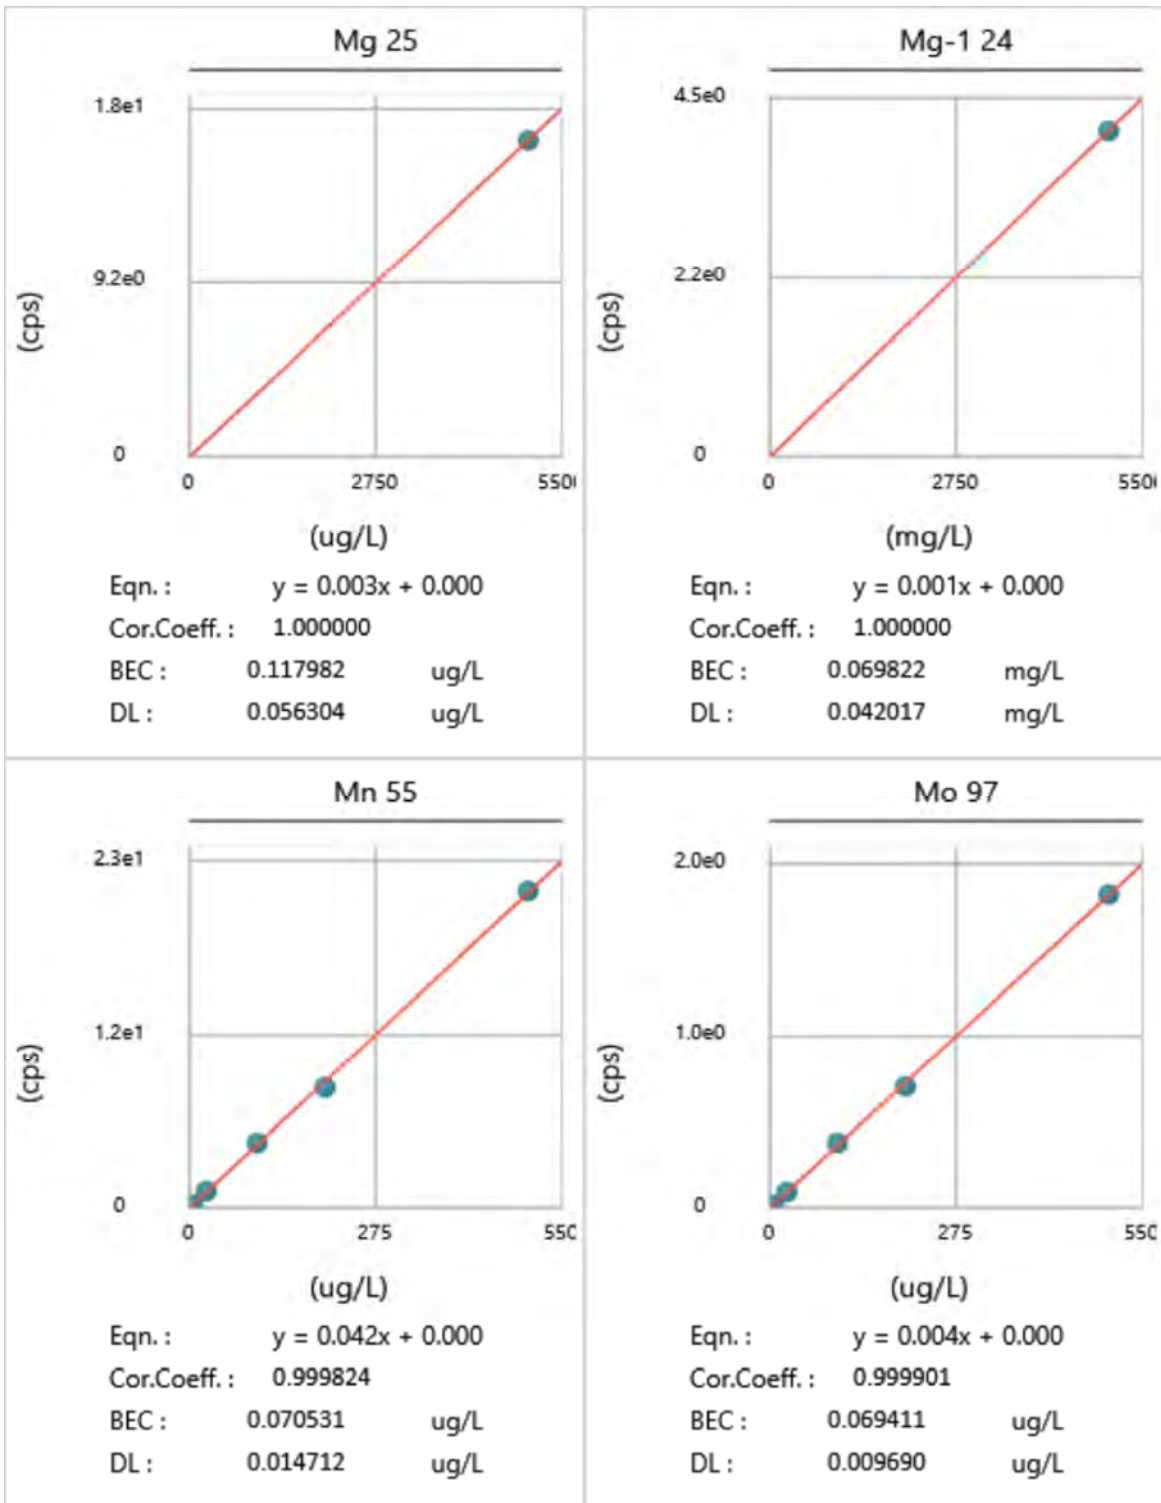 Mg 25
1.8e1
9.2e0
0
(cps)
0 2750 550
(ug/L)
Eqn. : y = 0.003x + 0.000
Cor.Coeff. : 1.000000
BEC : 0.117982 ug/L
DL : 0.056304 ug/L
Mg-1 24
4.5e0
2.2e0
0
(cps)
0 2750 550
(mg/L)
Eqn. : y = 0.001x + 0.000
Cor.Coeff. : 1.000000
BEC : 0.069822 mg/L
DL : 0.042017 mg/L
Mn 55
2.3e1
1.2e1
0
(cps)
0 275 550
(ug/L)
Eqn. : y = 0.042x + 0.000
Cor.Coeff. : 0.999824
BEC : 0.070531 ug/L
DL : 0.014712 ug/L
Mo 97
2.0e0
1.0e0
0
(cps)
0 275 550
(ug/L)
Eqn. : y = 0.004x + 0.000
Cor.Coeff. : 0.999901
BEC : 0.069411 ug/L
DL : 0.009690 ug/L